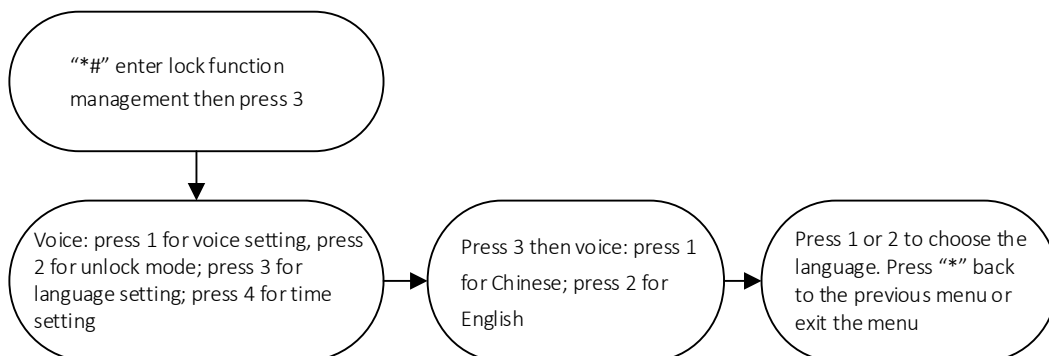 “*#” enter lock function
management then press 3
Voice: press 1 for voice setting, press
2 for unlock mode; press 3 for
language setting; press 4 for time
setting
Press 3 then voice: press 1
for Chinese; press 2 for
English
Press 1 or 2 to choose the
language. Press “*” back
to the previous menu or
exit the menu